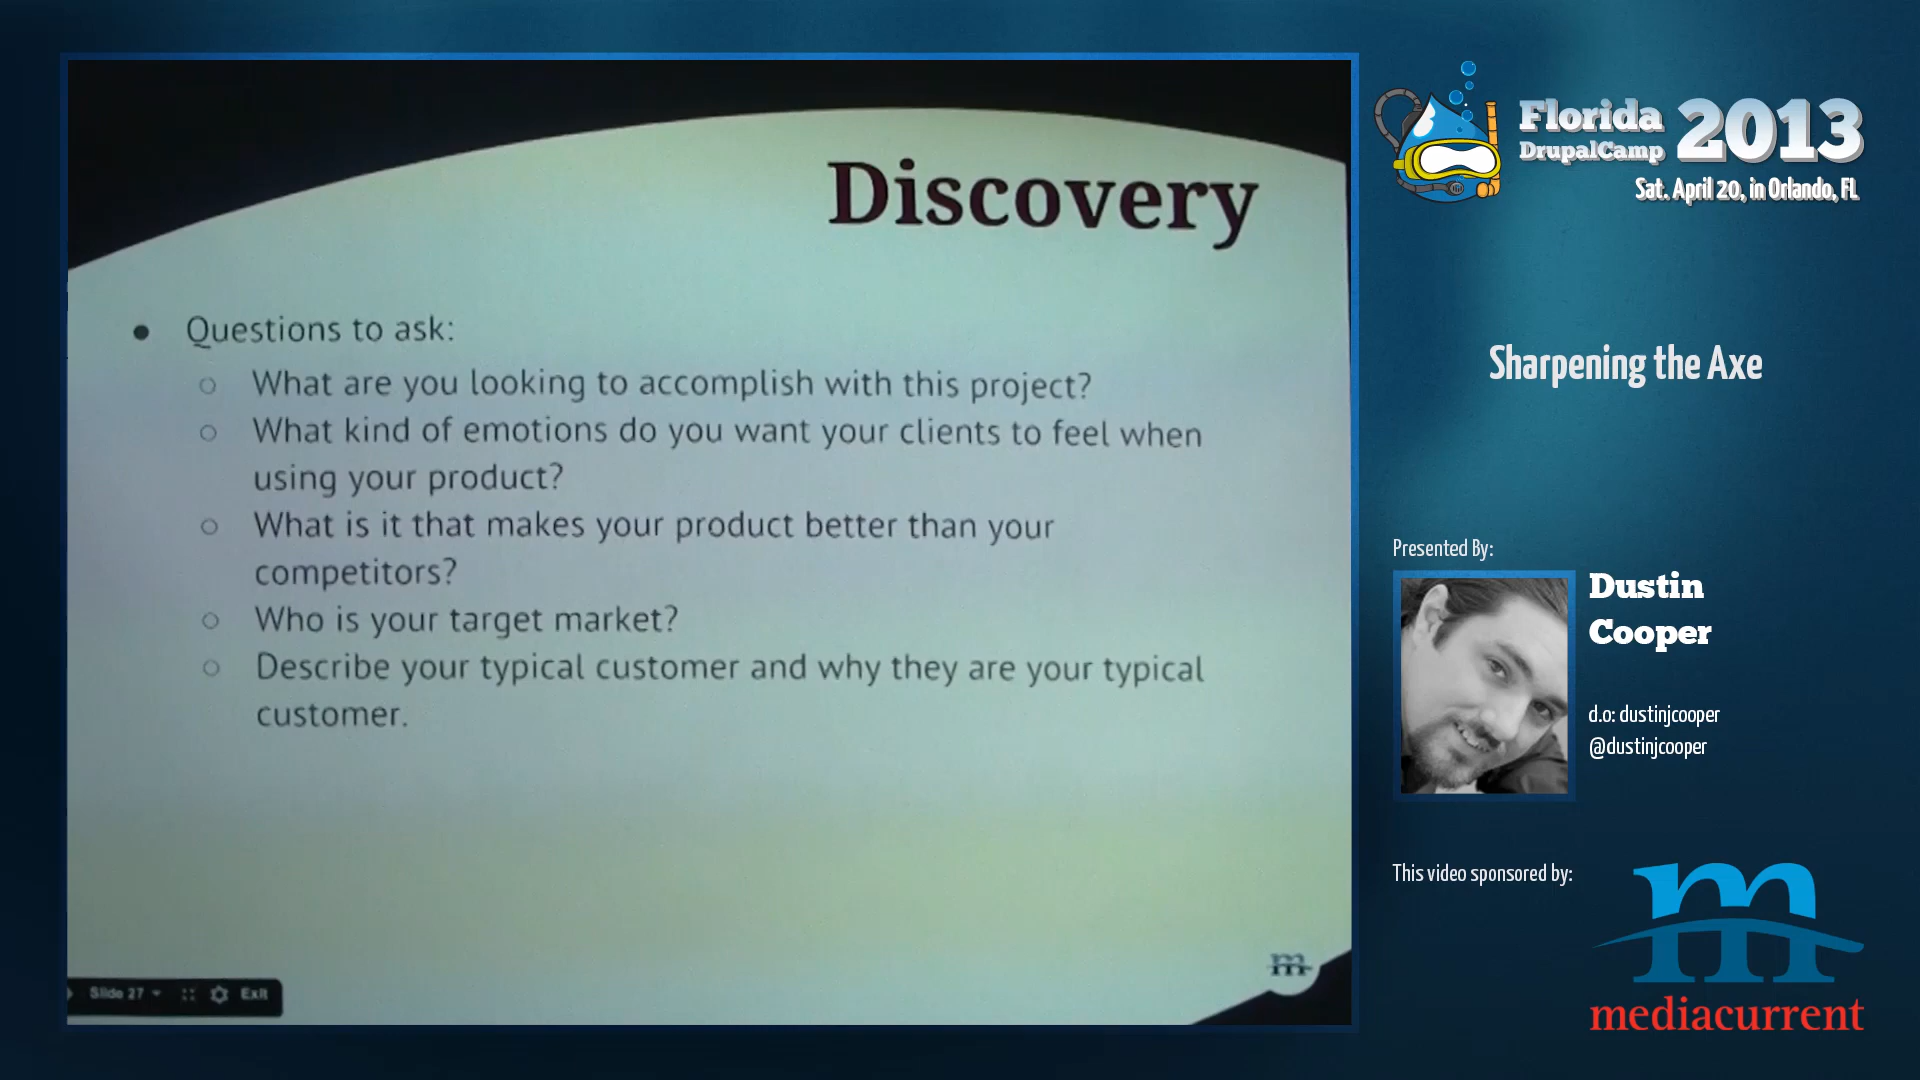 Discovery
● Questions to ask:
○ What are you looking to accomplish with this project?
○ What kind of emotions do you want your clients to feel when
using your product?
○ What is it that makes your product better than your
competitors?
○ Who is your target market?
○ Describe your typical customer and why they are your typical
customer.
m
Slide 27 Exit
Florida
DrupalCamp
2013
Sat. April 20, in Orlando, FL
Sharpening the Axe
Presented By:
Dustin
Cooper
d.o: dustinjcooper
@dustinjcooper
This video sponsored by:
m
mediacurrent